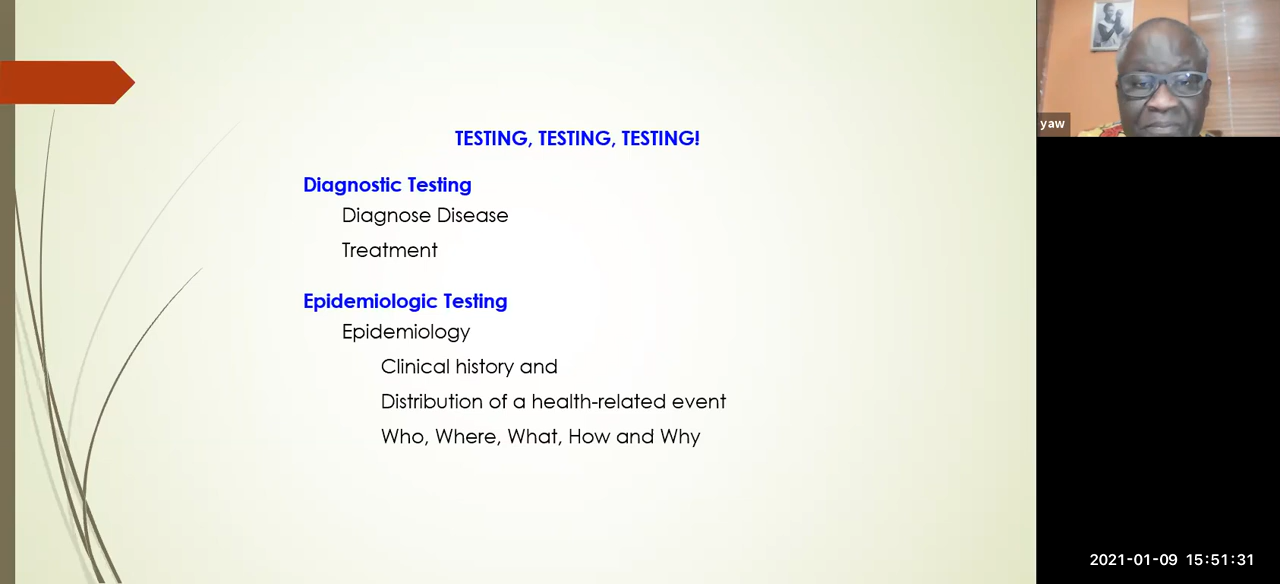 TESTING, TESTING, TESTING!
Diagnostic Testing
Diagnose Disease
Treatment
Epidemiologic Testing
Epidemiology
Clinical history and
Distribution of a health-related event
Who, Where, What, How and Why
yaw
2021-01-09 15:51:31